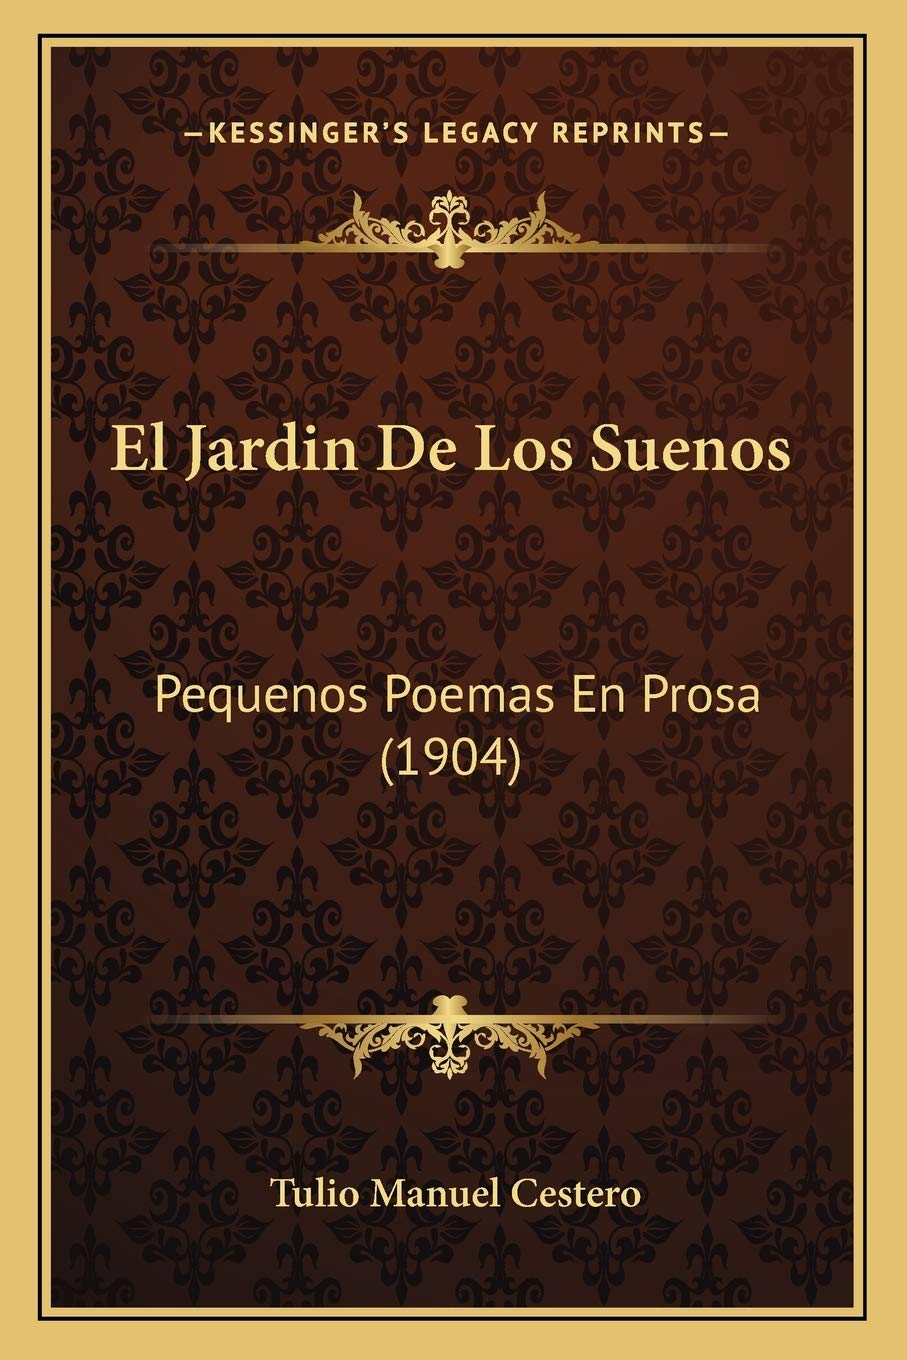 —KESSINGER’S LEGACY REPRINTS—
El Jardin De Los Suenos
Pequenos Poemas En Prosa
(1904)
Tulio Manuel Cestero